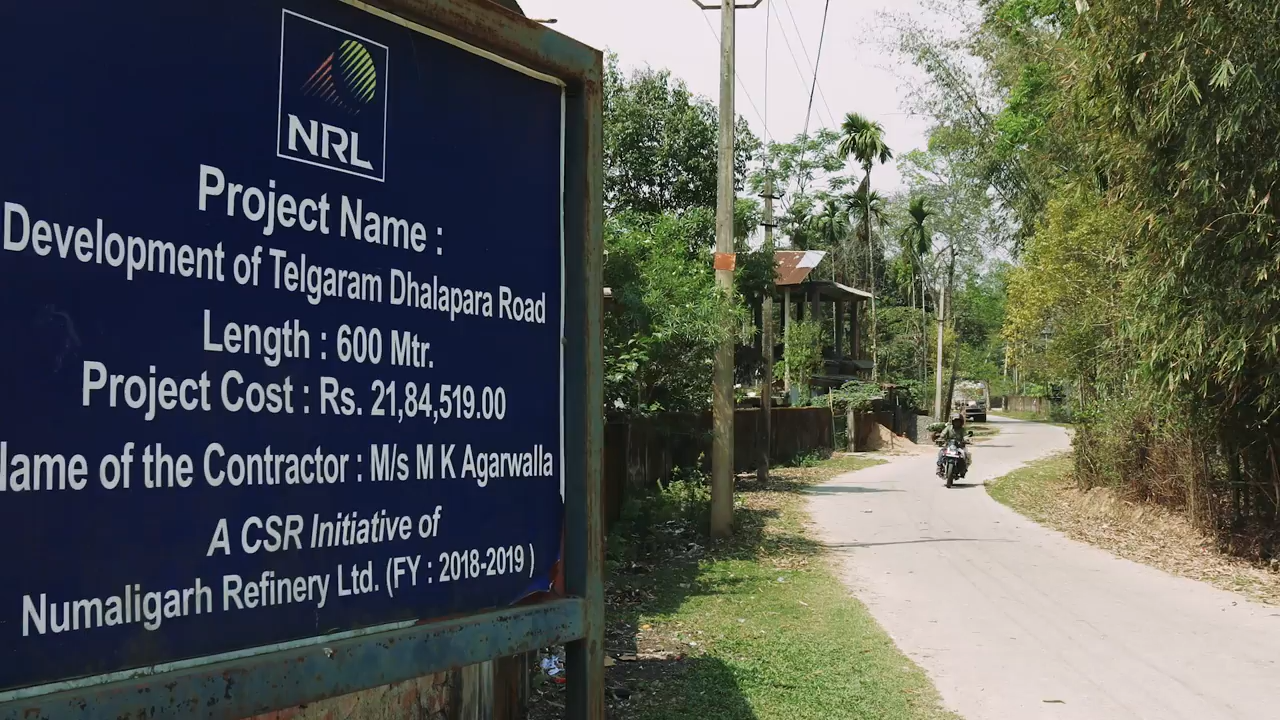 NRL
Project Name :
Development of Telgaram Dhalapara Road
Length : 600 Mtr.
Project Cost : Rs. 21,84,519.00
Name of the Contractor : M/s M K Agarwalla
A CSR Initiative of
Numaligarh Refinery Ltd. (FY : 2018-2019 )